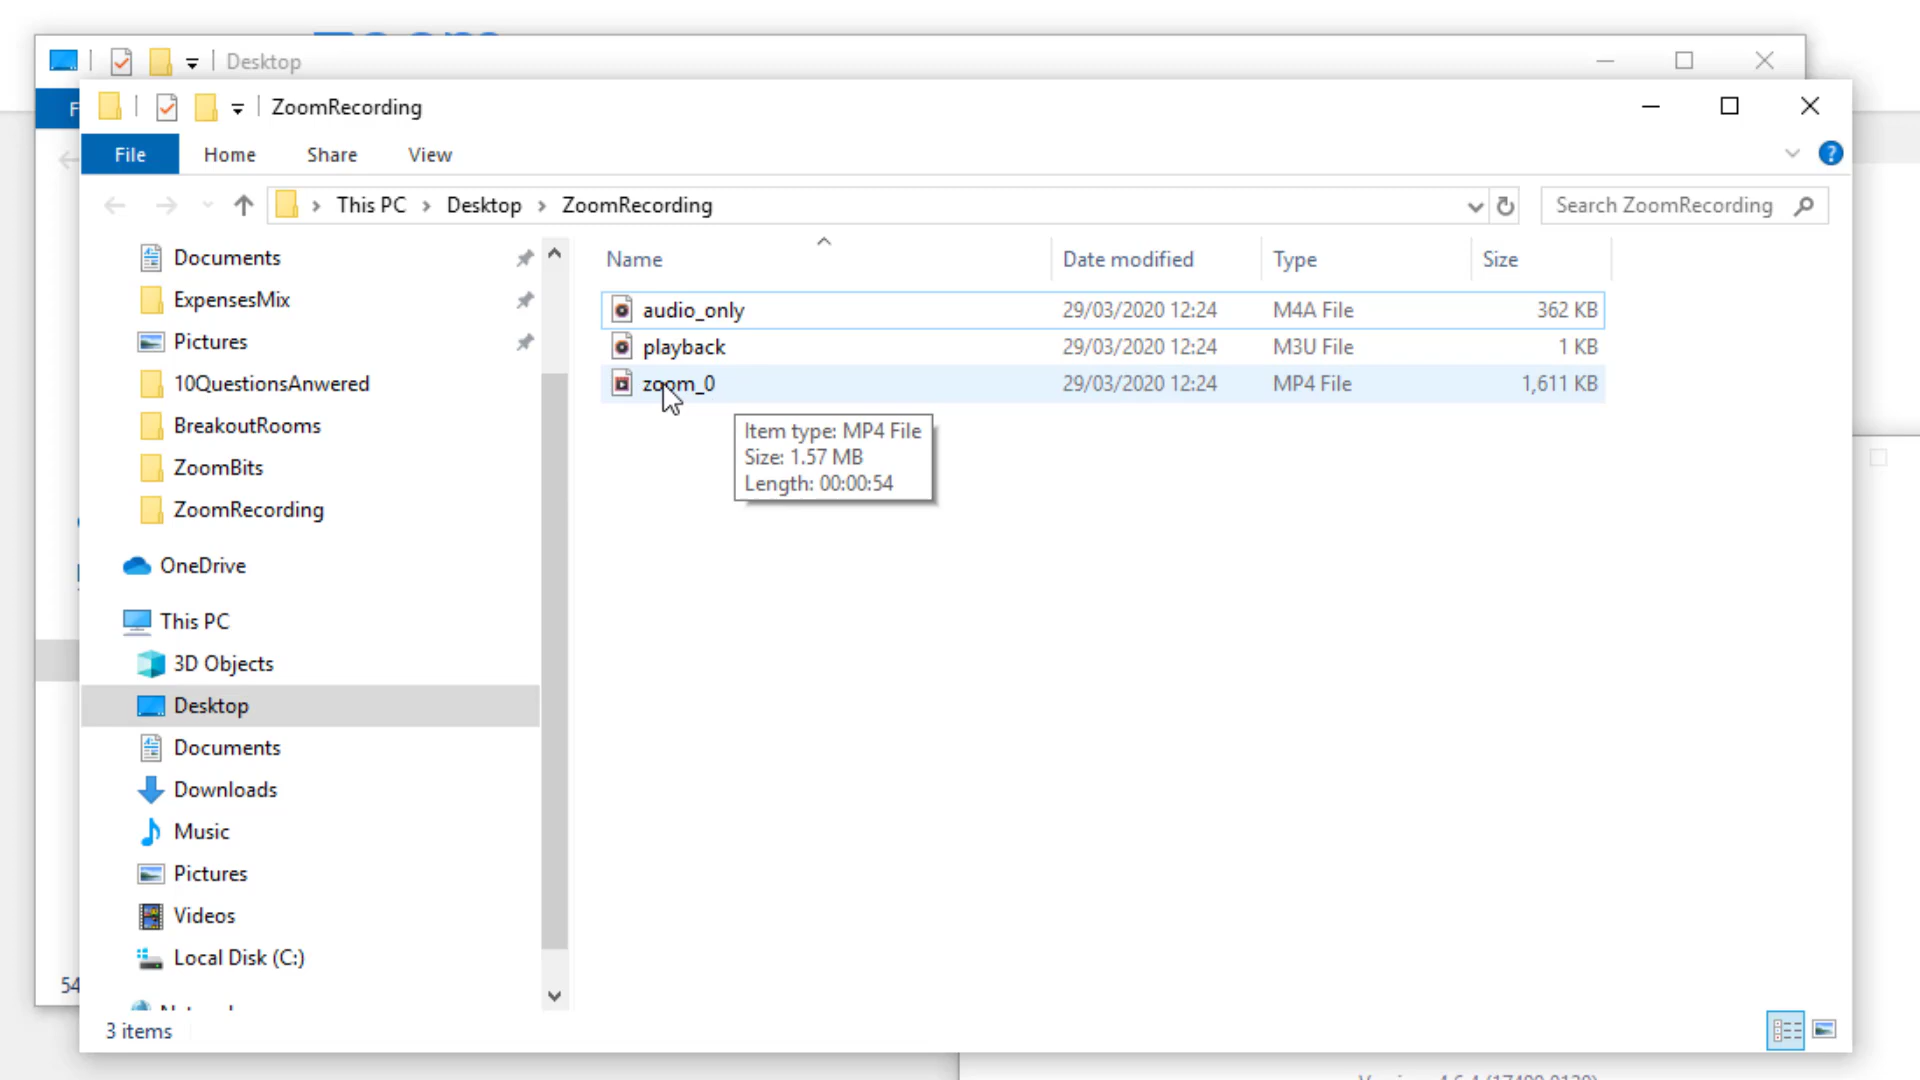 Desktop
ZoomRecording
File Home Share View
This PC Desktop ZoomRecording
Search ZoomRecording
Documents
ExpensesMix
Pictures
10QuestionsAnwered
BreakoutRooms
ZoomBits
ZoomRecording
OneDrive
This PC
3D Objects
Desktop
Documents
Downloads
Music
Pictures
Videos
Local Disk (C:)
Name Date modified Type Size
audio_only 29/03/2020 12:24 M4A File 362 KB
playback 29/03/2020 12:24 M3U File 1 KB
zoom_0 29/03/2020 12:24 MP4 File 1,611 KB
Item type: MP4 File
Size: 1.57 MB
Length: 00:00:54
54
3 items